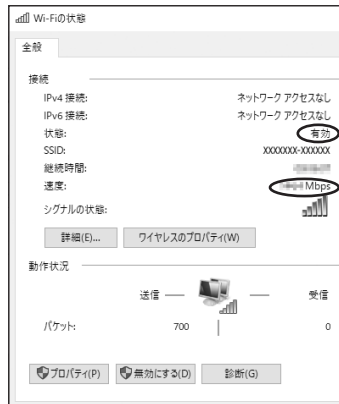 Wi-Fiの状態
全般
接続
IPv4 接続: ネットワーク アクセスなし
IPv6 接続: ネットワーク アクセスなし
状態: 有効
SSID: XXXXXXX-XXXXXX
継続時間:
速度: Mbps
シグナルの状態:
詳細(E)... ワイヤレスのプロパティ(W)
動作状況
送信 — — 受信
パケット: 700 0
プロパティ(P) 無効にする(D) 診断(G)